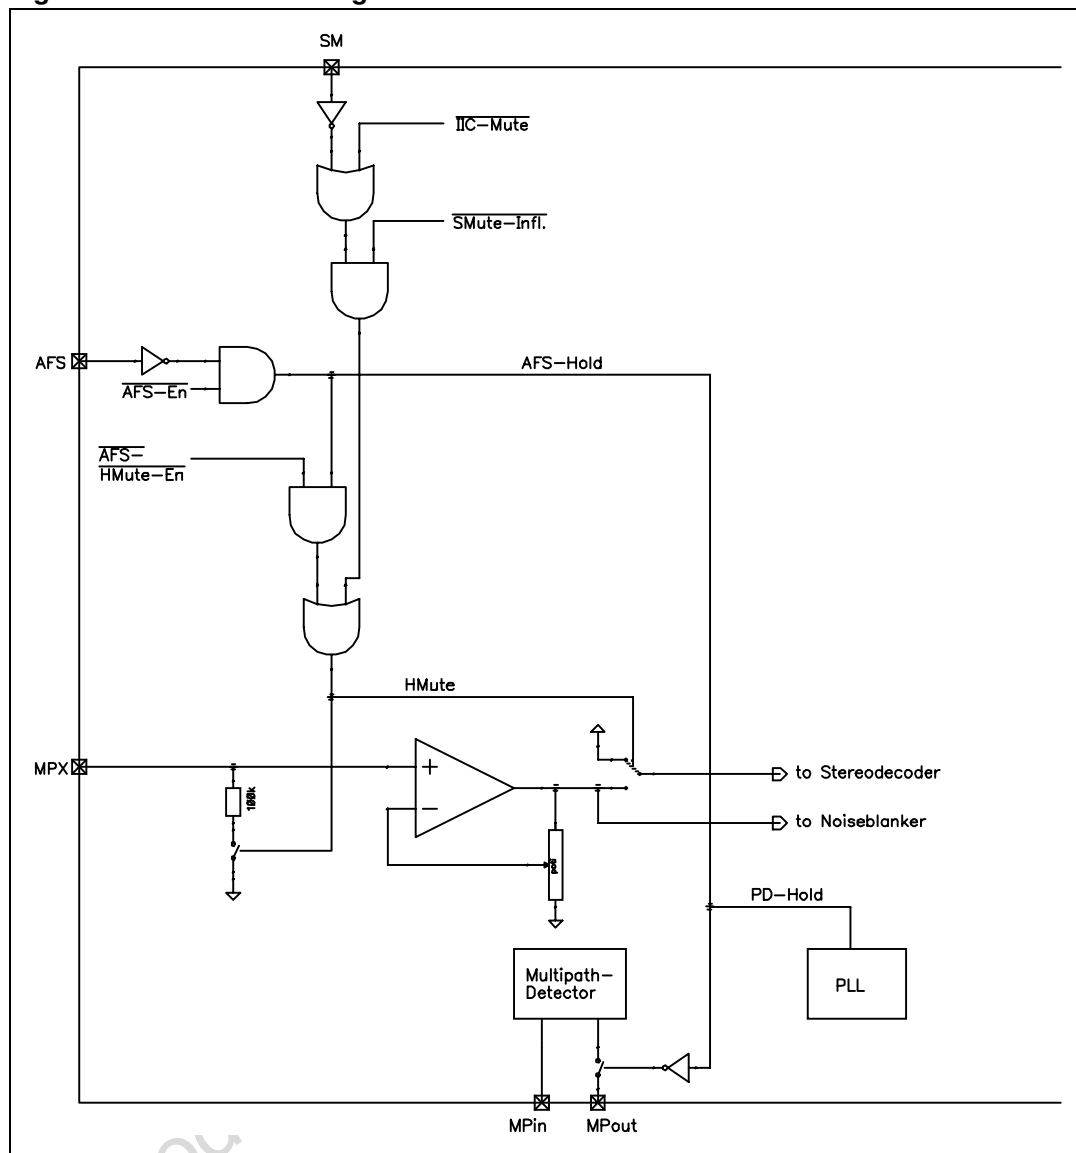 SM
IIC-Mute
SMute-Infl.
AFS
AFS-Hold
AFS-En
AFS-
HMute-En
HMute
MPX
100k
+
−
poti
to Stereodecoder
to Noiseblanker
PD-Hold
Multipath-
Detector
PLL
MPin
MPout